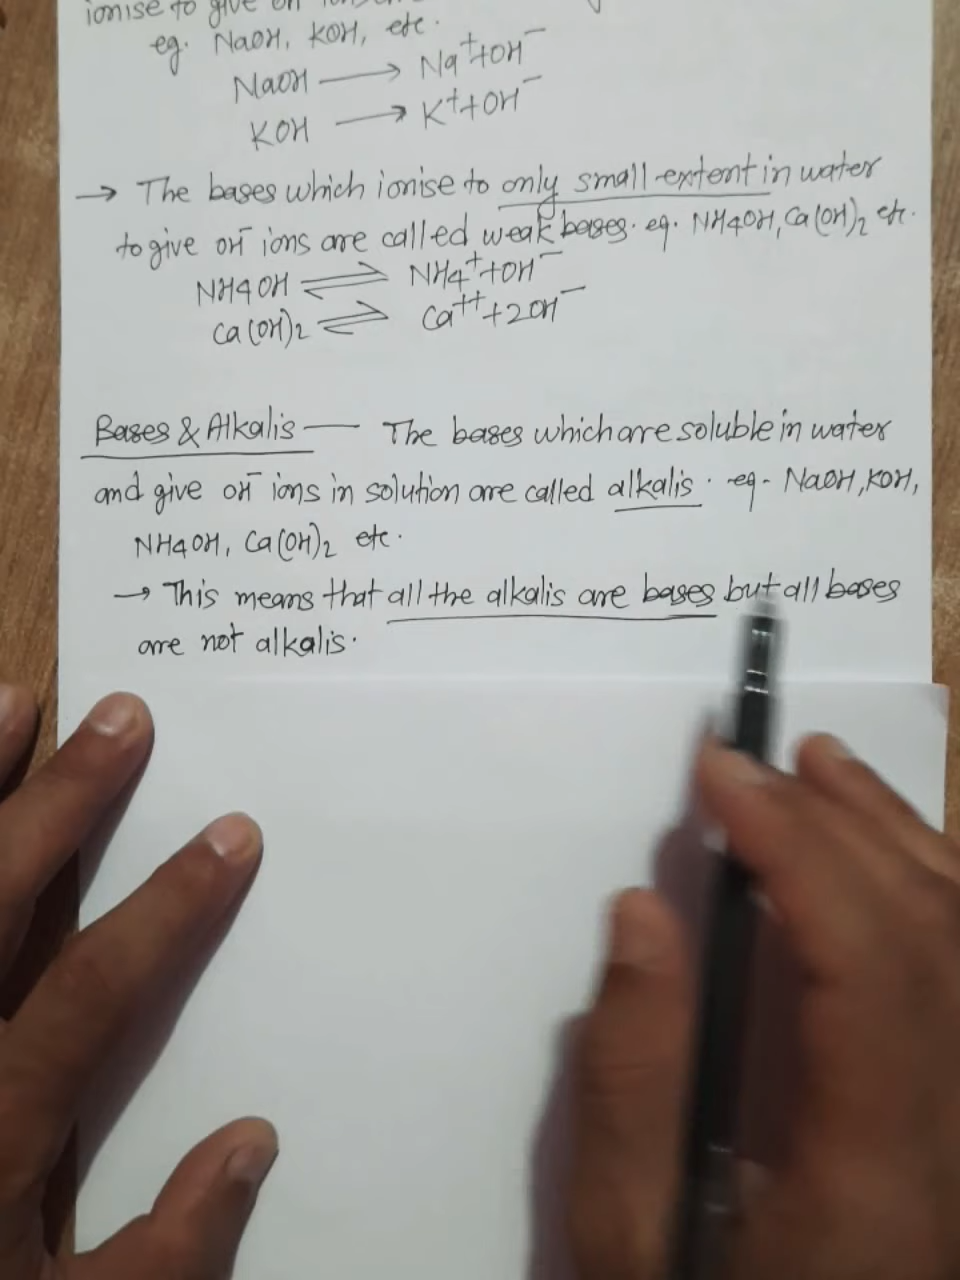 ionise to give OH
eg. NaOH, KOH, etc.
NaOH ⟶ Na⁺+OH⁻
KOH ⟶ K⁺+OH⁻
→ The bases which ionise to only small extent in water
to give OH⁻ ions are called weak bases. eg. NH4OH, Ca(OH)2 etc.
NH4OH ⇌ NH4⁺+OH⁻
Ca(OH)2 ⇌ Ca⁺⁺+2OH⁻
Bases & Alkalis — The bases which are soluble in water
and give OH⁻ ions in solution are called alkalis. eg- NaOH, KOH,
NH4OH, Ca(OH)2 etc.
→ This means that all the alkalis are bases but all bases
are not alkalis.